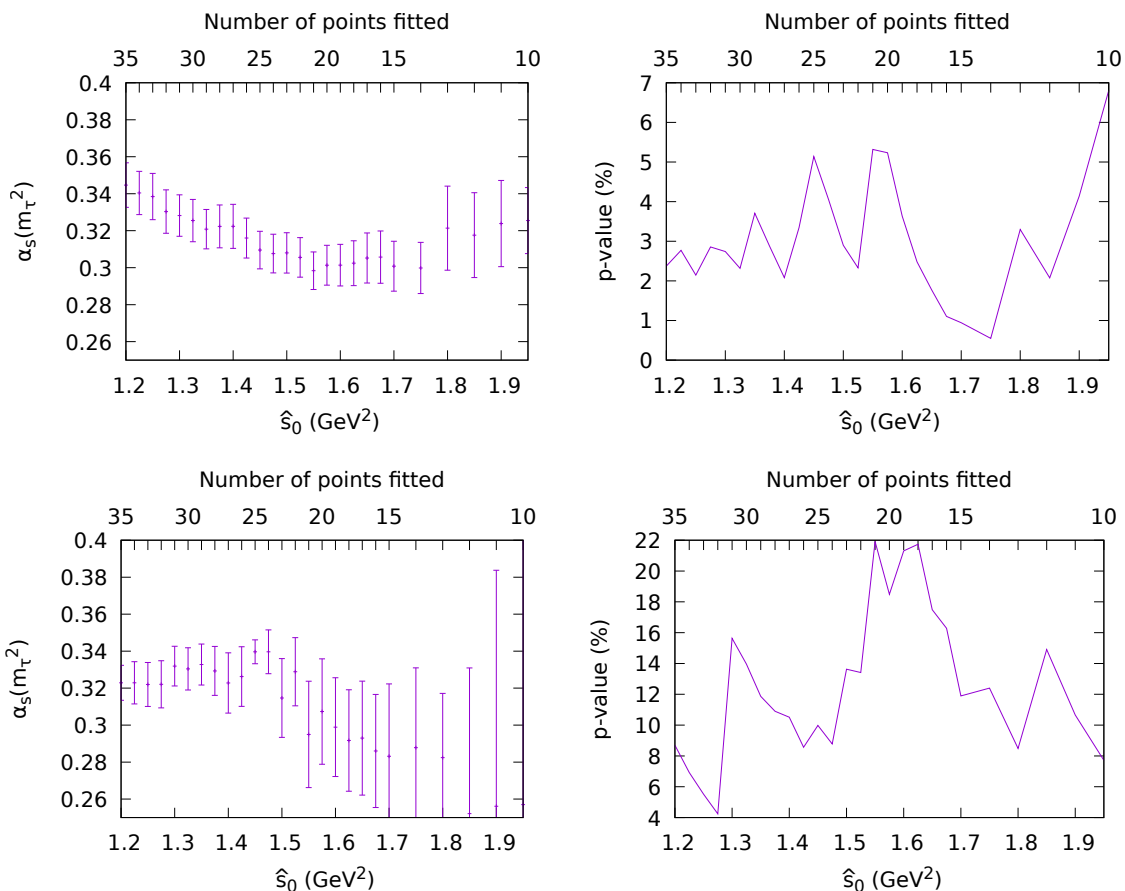 Number of points fitted
35 30 25 20 15 10
0.4
0.38
0.36
0.34
0.32
0.3
0.28
0.26
αs(mτ²)
1.2 1.3 1.4 1.5 1.6 1.7 1.8 1.9
ŝ0 (GeV²)
Number of points fitted
35 30 25 20 15 10
7
6
5
4
3
2
1
0
p-value (%)
1.2 1.3 1.4 1.5 1.6 1.7 1.8 1.9
ŝ0 (GeV²)
Number of points fitted
35 30 25 20 15 10
0.4
0.38
0.36
0.34
0.32
0.3
0.28
0.26
αs(mτ²)
1.2 1.3 1.4 1.5 1.6 1.7 1.8 1.9
ŝ0 (GeV²)
Number of points fitted
35 30 25 20 15 10
22
20
18
16
14
12
10
8
6
4
p-value (%)
1.2 1.3 1.4 1.5 1.6 1.7 1.8 1.9
ŝ0 (GeV²)